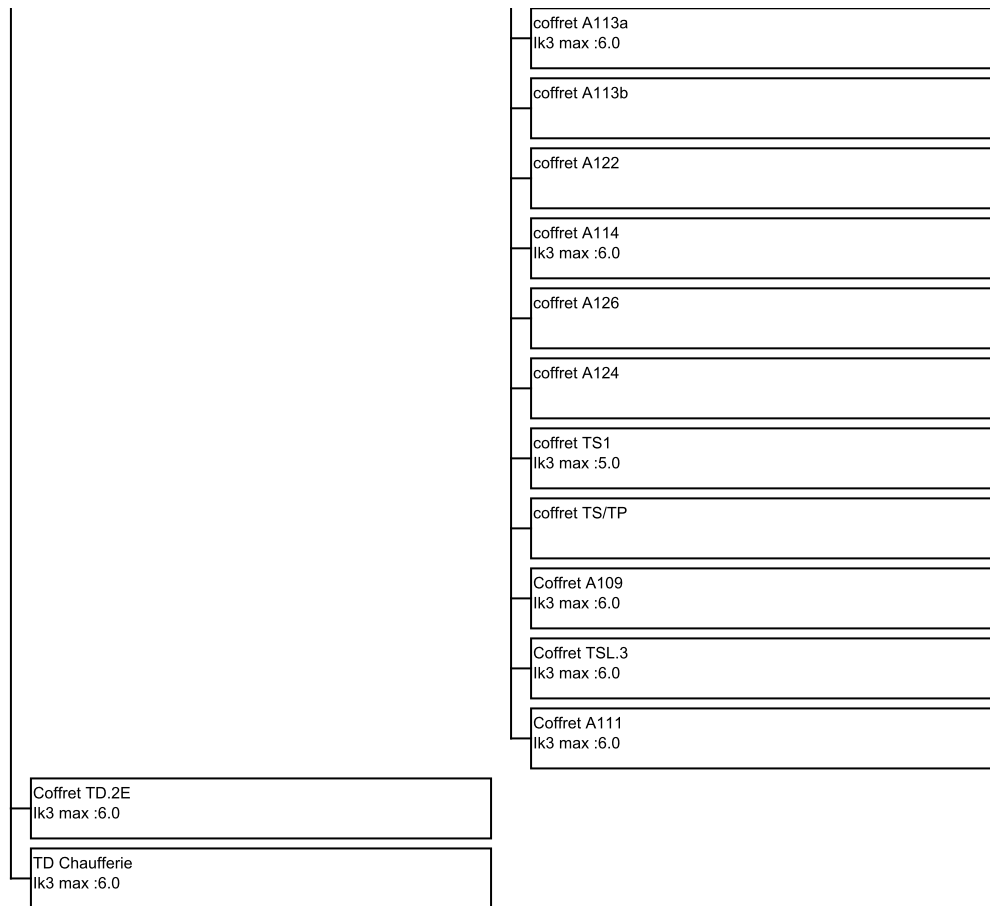 coffret A113a
Ik3 max :6.0
coffret A113b
coffret A122
coffret A114
Ik3 max :6.0
coffret A126
coffret A124
coffret TS1
Ik3 max :5.0
coffret TS/TP
Coffret A109
Ik3 max :6.0
Coffret TSL.3
Ik3 max :6.0
Coffret A111
Ik3 max :6.0
Coffret TD.2E
Ik3 max :6.0
TD Chaufferie
Ik3 max :6.0